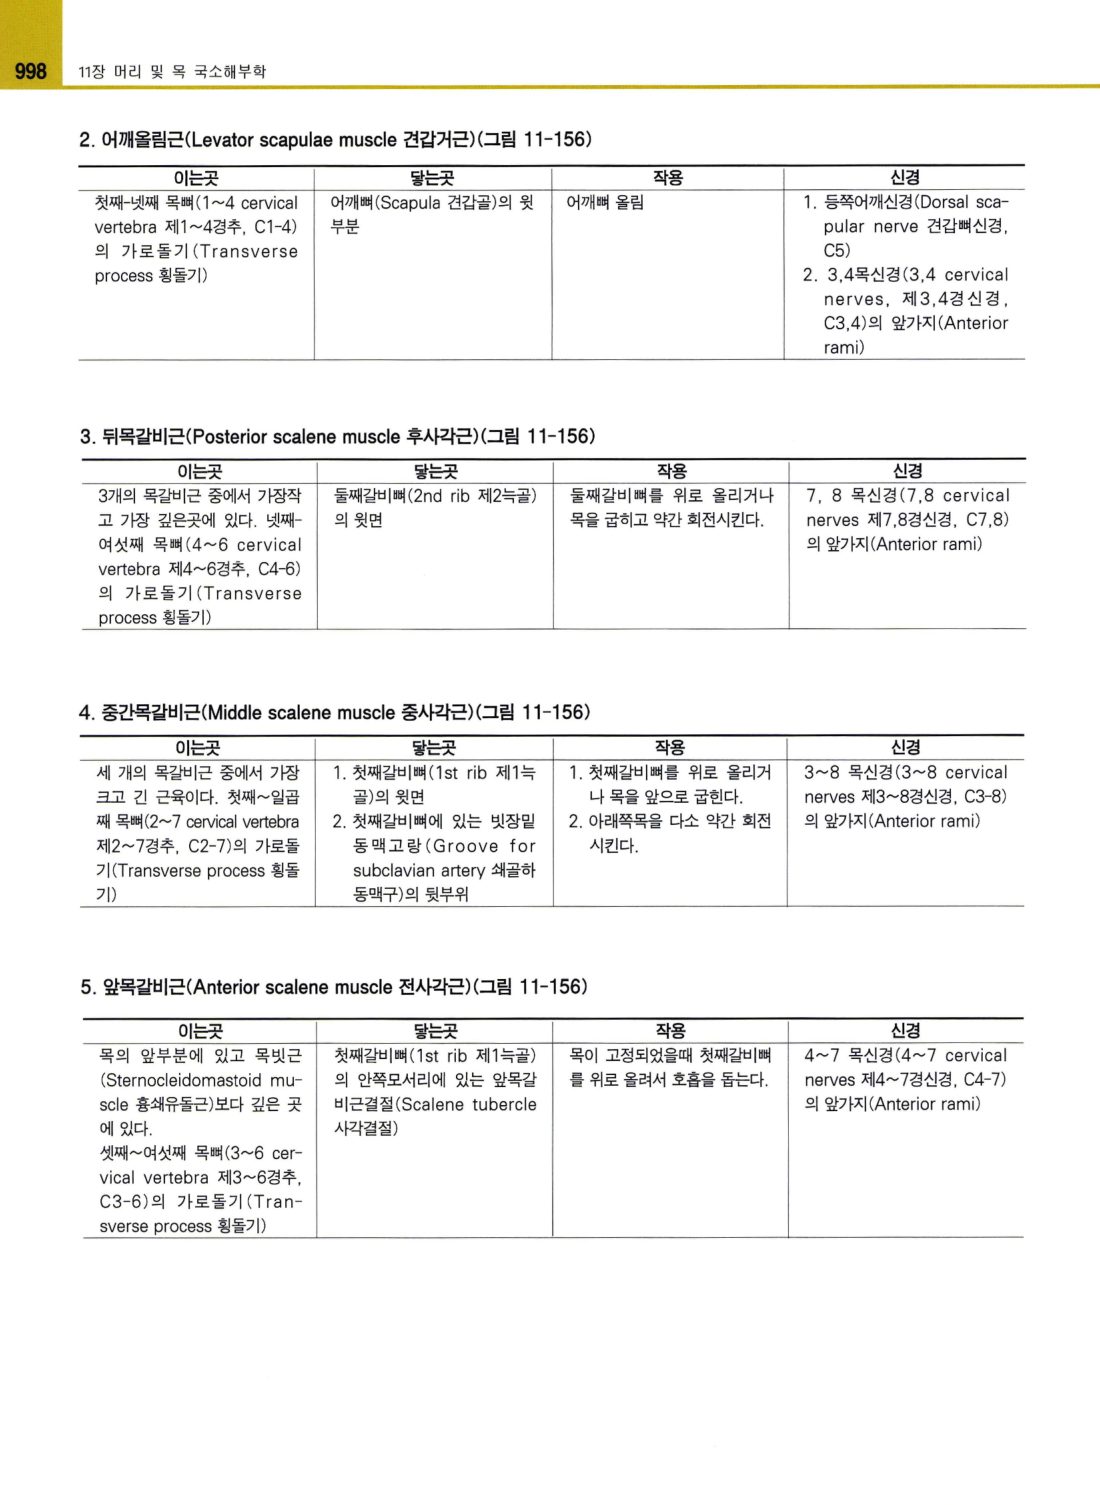 998
11장 머리 및 목 국소해부학
2. 어깨올림근(Levator scapulae muscle 견갑거근)(그림 11-156)
이는곳
닿는곳
작용
신경
첫째-넷째 목뼈(1~4 cervical
vertebra 제1~4경추, C1-4)
의 가로돌기(Transverse
process 횡돌기)
어깨뼈(Scapula 견갑골)의 윗
부분
어깨뼈 올림
1. 등쪽어깨신경(Dorsal sca-
pular nerve 견갑뼈신경,
C5)
2. 3,4목신경(3,4 cervical
nerves, 제3,4경신경,
C3,4)의 앞가지(Anterior
rami)
3. 뒤목갈비근(Posterior scalene muscle 후사각근)(그림 11-156)
이는곳
닿는곳
작용
신경
3개의 목갈비근 중에서 가장작
고 가장 깊은곳에 있다. 넷째-
여섯째 목뼈(4~6 cervical
vertebra 제4~6경추, C4-6)
의 가로돌기(Transverse
process 횡돌기)
둘째갈비뼈(2nd rib 제2늑골)
의 윗면
둘째갈비뼈를 위로 올리거나
목을 굽히고 약간 회전시킨다.
7, 8 목신경(7,8 cervical
nerves 제7,8경신경, C7,8)
의 앞가지(Anterior rami)
4. 중간목갈비근(Middle scalene muscle 중사각근)(그림 11-156)
이는곳
닿는곳
작용
신경
세 개의 목갈비근 중에서 가장
크고 긴 근육이다. 첫째~일곱
째 목뼈(2~7 cervical vertebra
제2~7경추, C2-7)의 가로돌
기(Transverse process 횡돌
기)
1. 첫째갈비뼈(1st rib 제1늑
골)의 윗면
2. 첫째갈비뼈에 있는 빗장밑
동맥고랑(Groove for
subclavian artery 쇄골하
동맥구)의 뒷부위
1. 첫째갈비뼈를 위로 올리거
나 목을 앞으로 굽힌다.
2. 아래쪽목을 다소 약간 회전
시킨다.
3~8 목신경(3~8 cervical
nerves 제3~8경신경, C3-8)
의 앞가지(Anterior rami)
5. 앞목갈비근(Anterior scalene muscle 전사각근)(그림 11-156)
이는곳
닿는곳
작용
신경
목의 앞부분에 있고 목빗근
(Sternocleidomastoid mu-
scle 흉쇄유돌근)보다 깊은 곳
에 있다.
셋째~여섯째 목뼈(3~6 cer-
vical vertebra 제3~6경추,
C3-6)의 가로돌기(Tran-
sverse process 횡돌기)
첫째갈비뼈(1st rib 제1늑골)
의 안쪽모서리에 있는 앞목갈
비근결절(Scalene tubercle
사각결절)
목이 고정되었을때 첫째갈비뼈
를 위로 올려서 호흡을 돕는다.
4~7 목신경(4~7 cervical
nerves 제4~7경신경, C4-7)
의 앞가지(Anterior rami)